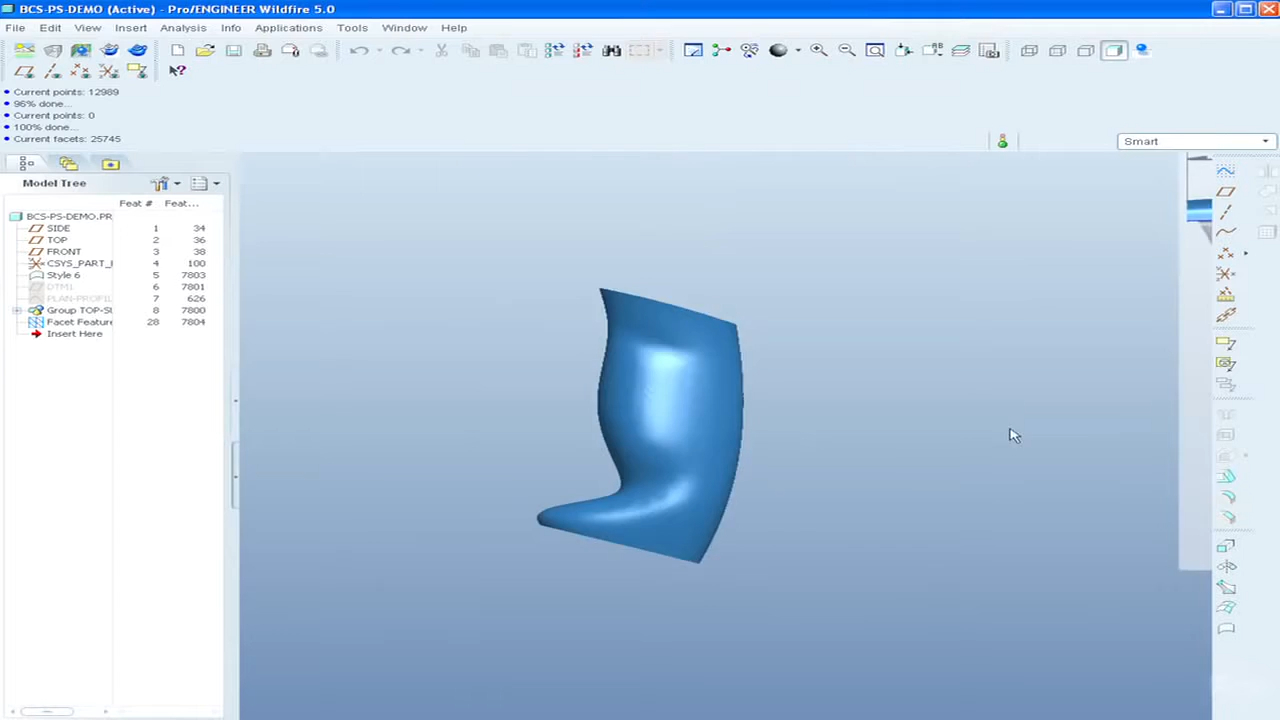 BCS-PS-DEMO (Active) - Pro/ENGINEER Wildfire 5.0
File Edit View Insert Analysis Info Applications Tools Window Help
Current points: 12989
96% done...
Current points: 0
100% done...
Current facets: 25745
Smart
Model Tree
Feat # Feat...
BCS-PS-DEMO.PR
SIDE 1 34
TOP 2 36
FRONT 3 38
CSYS_PART_ 4 100
Style 6 5 7803
DTM1 6 7801
PLAN-PROFIL 7 626
Group TOP-S 8 7800
Facet Feature 28 7804
Insert Here